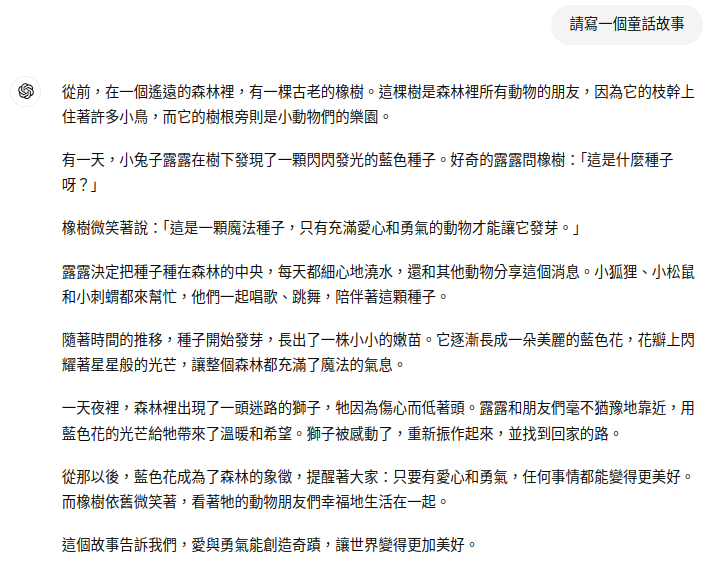 請寫一個童話故事
從前，在一個遙遠的森林裡，有一棵古老的橡樹。這棵樹是森林裡所有動物的朋友，因為它的枝幹上
住著許多小鳥，而它的樹根旁則是小動物們的樂園。
有一天，小兔子露露在樹下發現了一顆閃閃發光的藍色種子。好奇的露露問橡樹：「這是什麼種子
呀？」
橡樹微笑著說：「這是一顆魔法種子，只有充滿愛心和勇氣的動物才能讓它發芽。」
露露決定把種子種在森林的中央，每天都細心地澆水，還和其他動物分享這個消息。小狐狸、小松鼠
和小刺蝟都來幫忙，他們一起唱歌、跳舞，陪伴著這顆種子。
隨著時間的推移，種子開始發芽，長出了一株小小的嫩苗。它逐漸長成一朵美麗的藍色花，花瓣上閃
耀著星星般的光芒，讓整個森林都充滿了魔法的氣息。
一天夜裡，森林裡出現了一頭迷路的獅子，牠因為傷心而低著頭。露露和朋友們毫不猶豫地靠近，用
藍色花的光芒給牠帶來了溫暖和希望。獅子被感動了，重新振作起來，並找到回家的路。
從那以後，藍色花成為了森林的象徵，提醒著大家：只要有愛心和勇氣，任何事情都能變得更美好。
而橡樹依舊微笑著，看著牠的動物朋友們幸福地生活在一起。
這個故事告訴我們，愛與勇氣能創造奇蹟，讓世界變得更加美好。